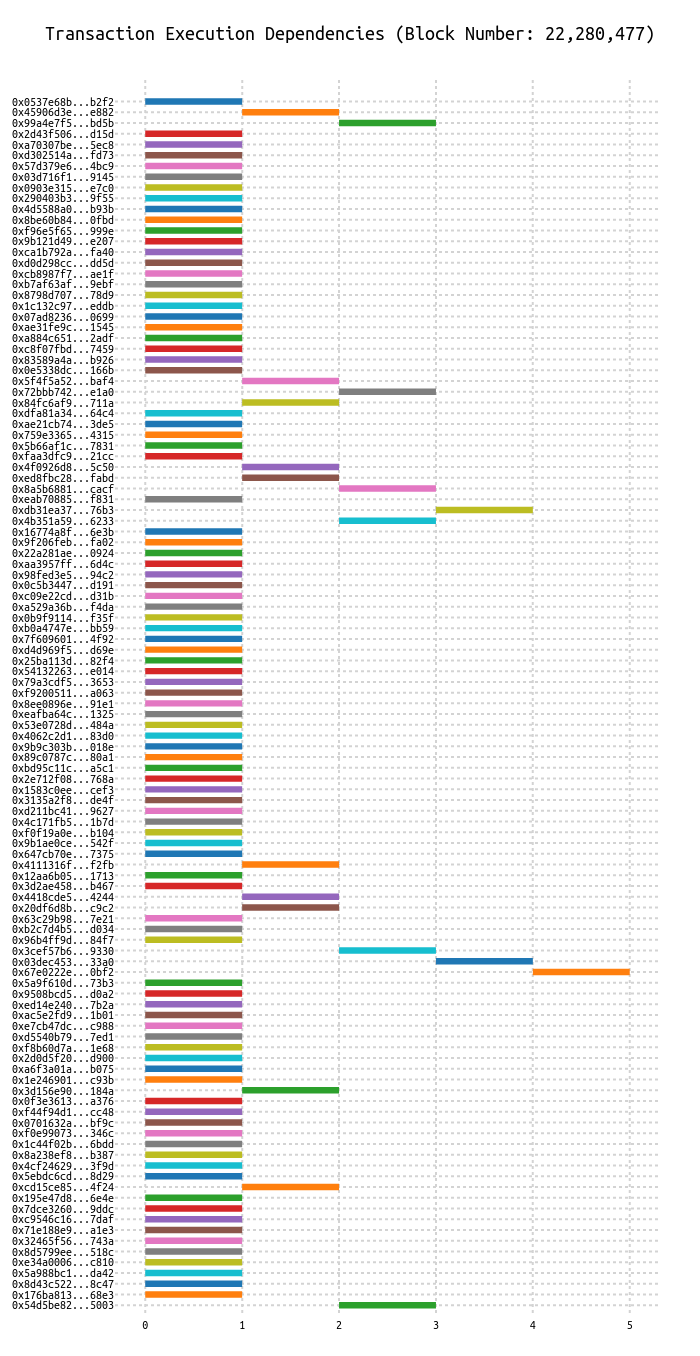 Transaction Execution Dependencies (Block Number: 22,280,477)
0x0537e68b...b2f2
0x45906d3e...e882
0x99a4e7f5...bd5b
0x2d43f506...d15d
0xa70307be...5ec8
0xd302514a...fd73
0x57d379e6...4bc9
0x03d716f1...9145
0x0903e315...e7c0
0x290403b3...9f55
0x4d5588a0...b93b
0x8be60b84...0fbd
0xf96e5f65...999e
0x9b121d49...e207
0xca1b792a...fa40
0xd0d298cc...dd5d
0xcb8987f7...ae1f
0xb7af63af...9ebf
0x8798d707...78d9
0x1c132c97...eddb
0x07ad8236...0699
0xae31fe9c...1545
0xa884c651...2adf
0xc8f07fbd...7459
0x83589a4a...b926
0x0e5338dc...166b
0x5f4f5a52...baf4
0x72bbb742...e1a0
0x84fc6af9...711a
0xdfa81a34...64c4
0xae21cb74...3de5
0x759e3365...4315
0x5b66af1c...7831
0xfaa3dfc9...21cc
0x4f0926d8...5c50
0xed8fbc28...fabd
0x8a5b6881...cacf
0xeab70885...f831
0xdb31ea37...76b3
0x4b351a59...6233
0x16774a8f...6e3b
0x9f206feb...fa02
0x22a281ae...0924
0xaa3957ff...6d4c
0x98fed3e5...94c2
0x0c5b3447...d191
0xc09e22cd...d31b
0xa529a36b...f4da
0x0b9f9114...f35f
0xb0a4747e...bb59
0x7f609601...4f92
0xd4d969f5...d69e
0x25ba113d...82f4
0x54132263...e014
0x79a3cdf5...3653
0xf9200511...a063
0x8ee0896e...91e1
0xeafba64c...1325
0x53e0728d...484a
0x4062c2d1...83d0
0x9b9c303b...018e
0x89c0787c...80a1
0xbd95c11c...a5c1
0x2e712f08...768a
0x1583c0ee...cef3
0x3135a2f8...de4f
0xd211bc41...9627
0x4c171fb5...1b7d
0xf0f19a0e...b104
0x9b1ae0ce...542f
0x647cb70e...7375
0x4111316f...f2fb
0x12aa6b05...1713
0x3d2ae458...b467
0x4418cde5...4244
0x20df6d8b...c9c2
0x63c29b98...7e21
0xb2c7d4b5...d034
0x96b4ff9d...84f7
0x3cef57b6...9330
0x03dec453...33a0
0x67e0222e...0bf2
0x5a9f610d...73b3
0x9508bcd5...d0a2
0xed14e240...7b2a
0xac5e2fd9...1b01
0xe7cb47dc...c988
0xd5540b79...7ed1
0xf8b60d7a...1e68
0x2d0d5f20...d900
0xa6f3a01a...b075
0x1e246901...c93b
0x3d156e90...184a
0x0f3e3613...a376
0xf44f94d1...cc48
0x0701632a...bf9c
0xf0e99073...346c
0x1c44f02b...6bdd
0x8a238ef8...b387
0x4cf24629...3f9d
0x5ebdc6cd...8d29
0xcd15ce85...4f24
0x195e47d8...6e4e
0x7dce3260...9ddc
0xc9546c16...7daf
0x71e188e9...a1e3
0x32465f56...743a
0x8d5799ee...518c
0xe34a0006...c810
0x5a988bc1...da42
0x8d43c522...8c47
0x176ba813...68e3
0x54d5be82...5003
0 1 2 3 4 5